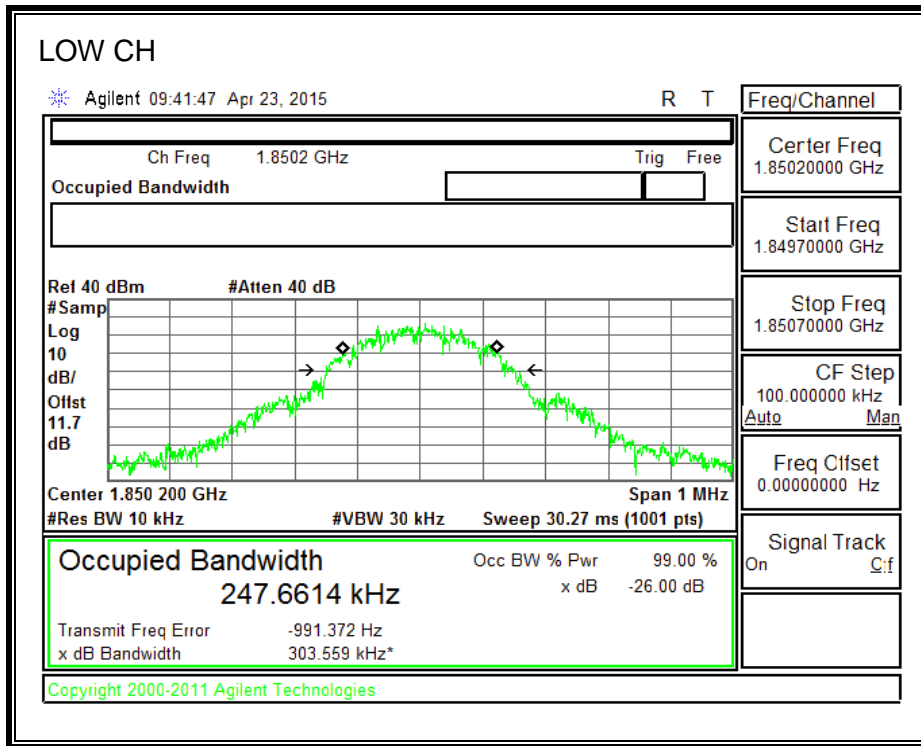 LOW CH
Agilent 09:41:47 Apr 23, 2015 R T
Freq/Channel
Ch Freq 1.8502 GHz Trig Free
Occupied Bandwidth
Center Freq
1.85020000 GHz
Start Freq
1.84970000 GHz
Stop Freq
1.85070000 GHz
CF Step
100.000000 kHz
Auto Man
Freq Offset
0.00000000 Hz
Signal Track
On Off
Ref 40 dBm #Atten 40 dB
#Samp
Log
10
dB/
Offst
11.7
dB
Center 1.850 200 GHz Span 1 MHz
#Res BW 10 kHz #VBW 30 kHz Sweep 30.27 ms (1001 pts)
Occupied Bandwidth Occ BW % Pwr 99.00 %
247.6614 kHz x dB -26.00 dB
Transmit Freq Error -991.372 Hz
x dB Bandwidth 303.559 kHz*
Copyright 2000-2011 Agilent Technologies